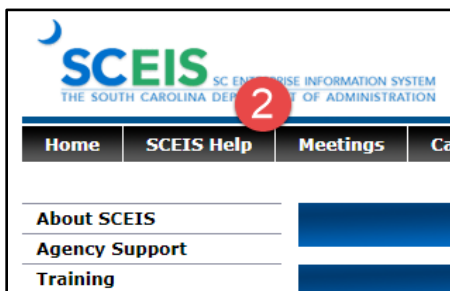 SCEIS SC ENTERPRISE INFORMATION SYSTEM
THE SOUTH CAROLINA OF ADMINISTRATION
2
Home SCEIS Help Meetings
About SCEIS
Agency Support
Training